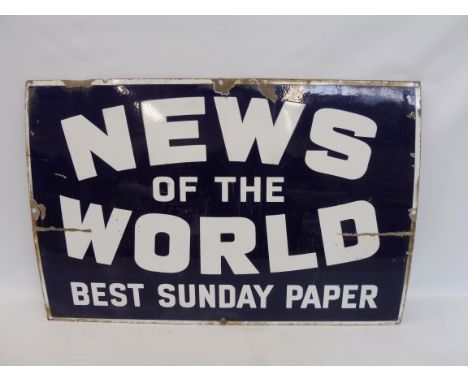 NEWS
OF THE
WORLD
BEST SUNDAY PAPER